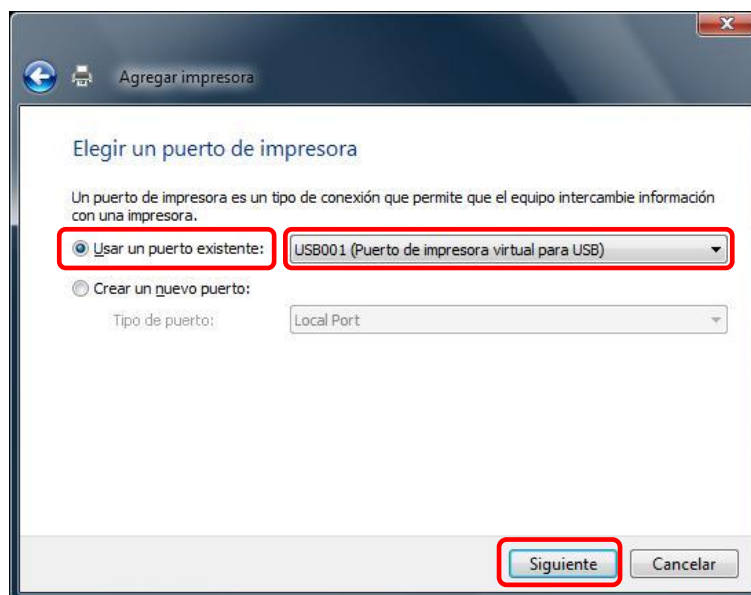 Agregar impresora
Elegir un puerto de impresora
Un puerto de impresora es un tipo de conexión que permite que el equipo intercambie información
con una impresora.
Usar un puerto existente: USB001 (Puerto de impresora virtual para USB)
Crear un nuevo puerto:
Tipo de puerto: Local Port
Siguiente Cancelar